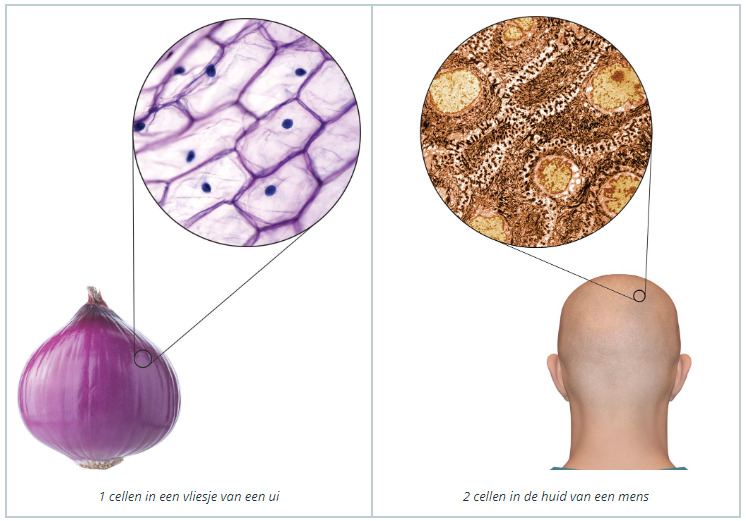 1 cellen in een vliesje van een ui
2 cellen in de huid van een mens